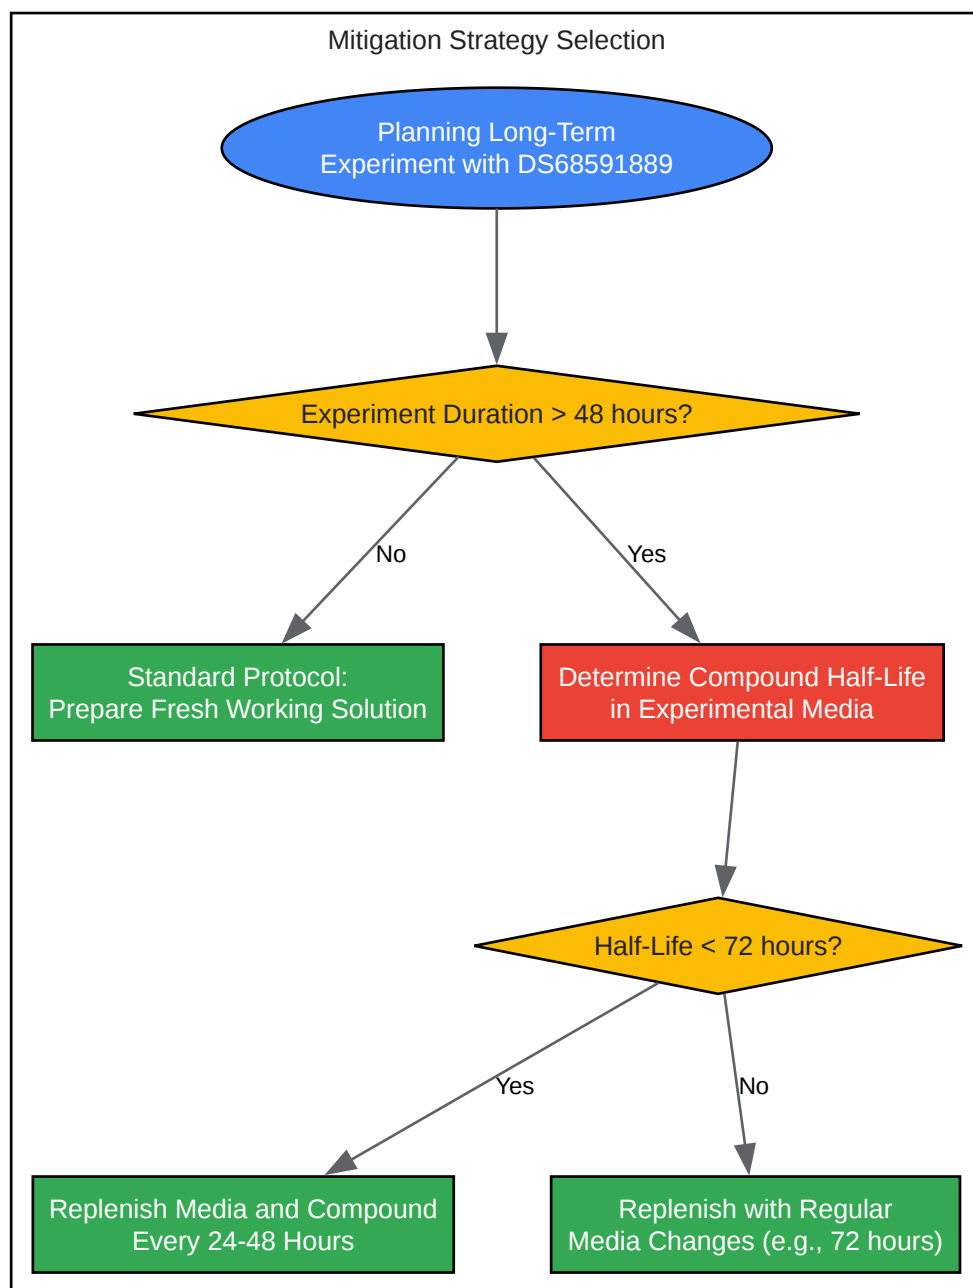 Mitigation Strategy Selection
Planning Long-Term
Experiment with DS68591889
Experiment Duration > 48 hours?
No
Yes
Standard Protocol:
Prepare Fresh Working Solution
Determine Compound Half-Life
in Experimental Media
Half-Life < 72 hours?
Yes
No
Replenish Media and Compound
Every 24-48 Hours
Replenish with Regular
Media Changes (e.g., 72 hours)